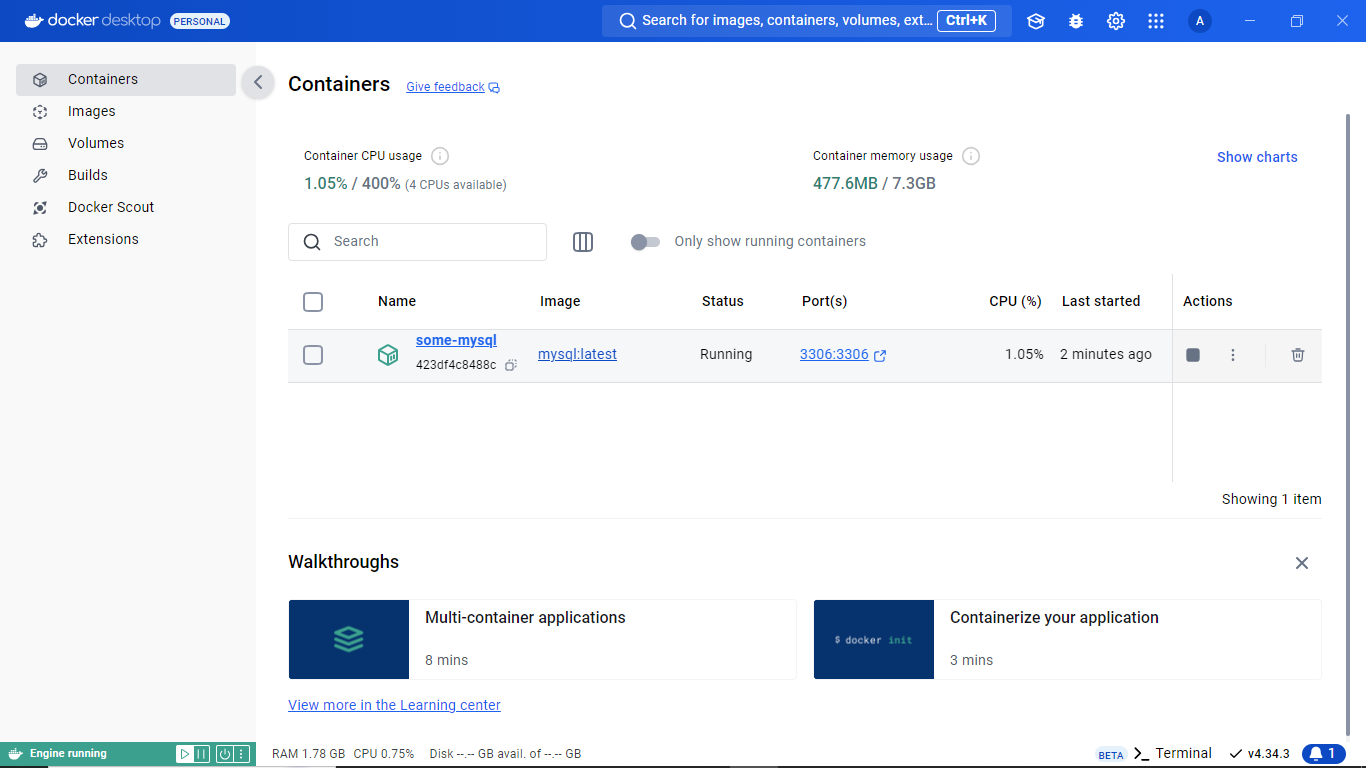 docker desktop PERSONAL
Search for images, containers, volumes, ext... Ctrl+K
A
Containers
Images
Volumes
Builds
Docker Scout
Extensions
Containers Give feedback
Container CPU usage
1.05% / 400% (4 CPUs available)
Container memory usage
477.6MB / 7.3GB
Show charts
Search
Only show running containers
Name Image Status Port(s) CPU (%) Last started Actions
some-mysql
423df4c8488c
mysql:latest Running 3306:3306 1.05% 2 minutes ago
Showing 1 item
Walkthroughs
Multi-container applications
8 mins
$ docker init
Containerize your application
3 mins
View more in the Learning center
Engine running
RAM 1.78 GB CPU 0.75% Disk --.-- GB avail. of --.-- GB
BETA >_ Terminal v4.34.3 1